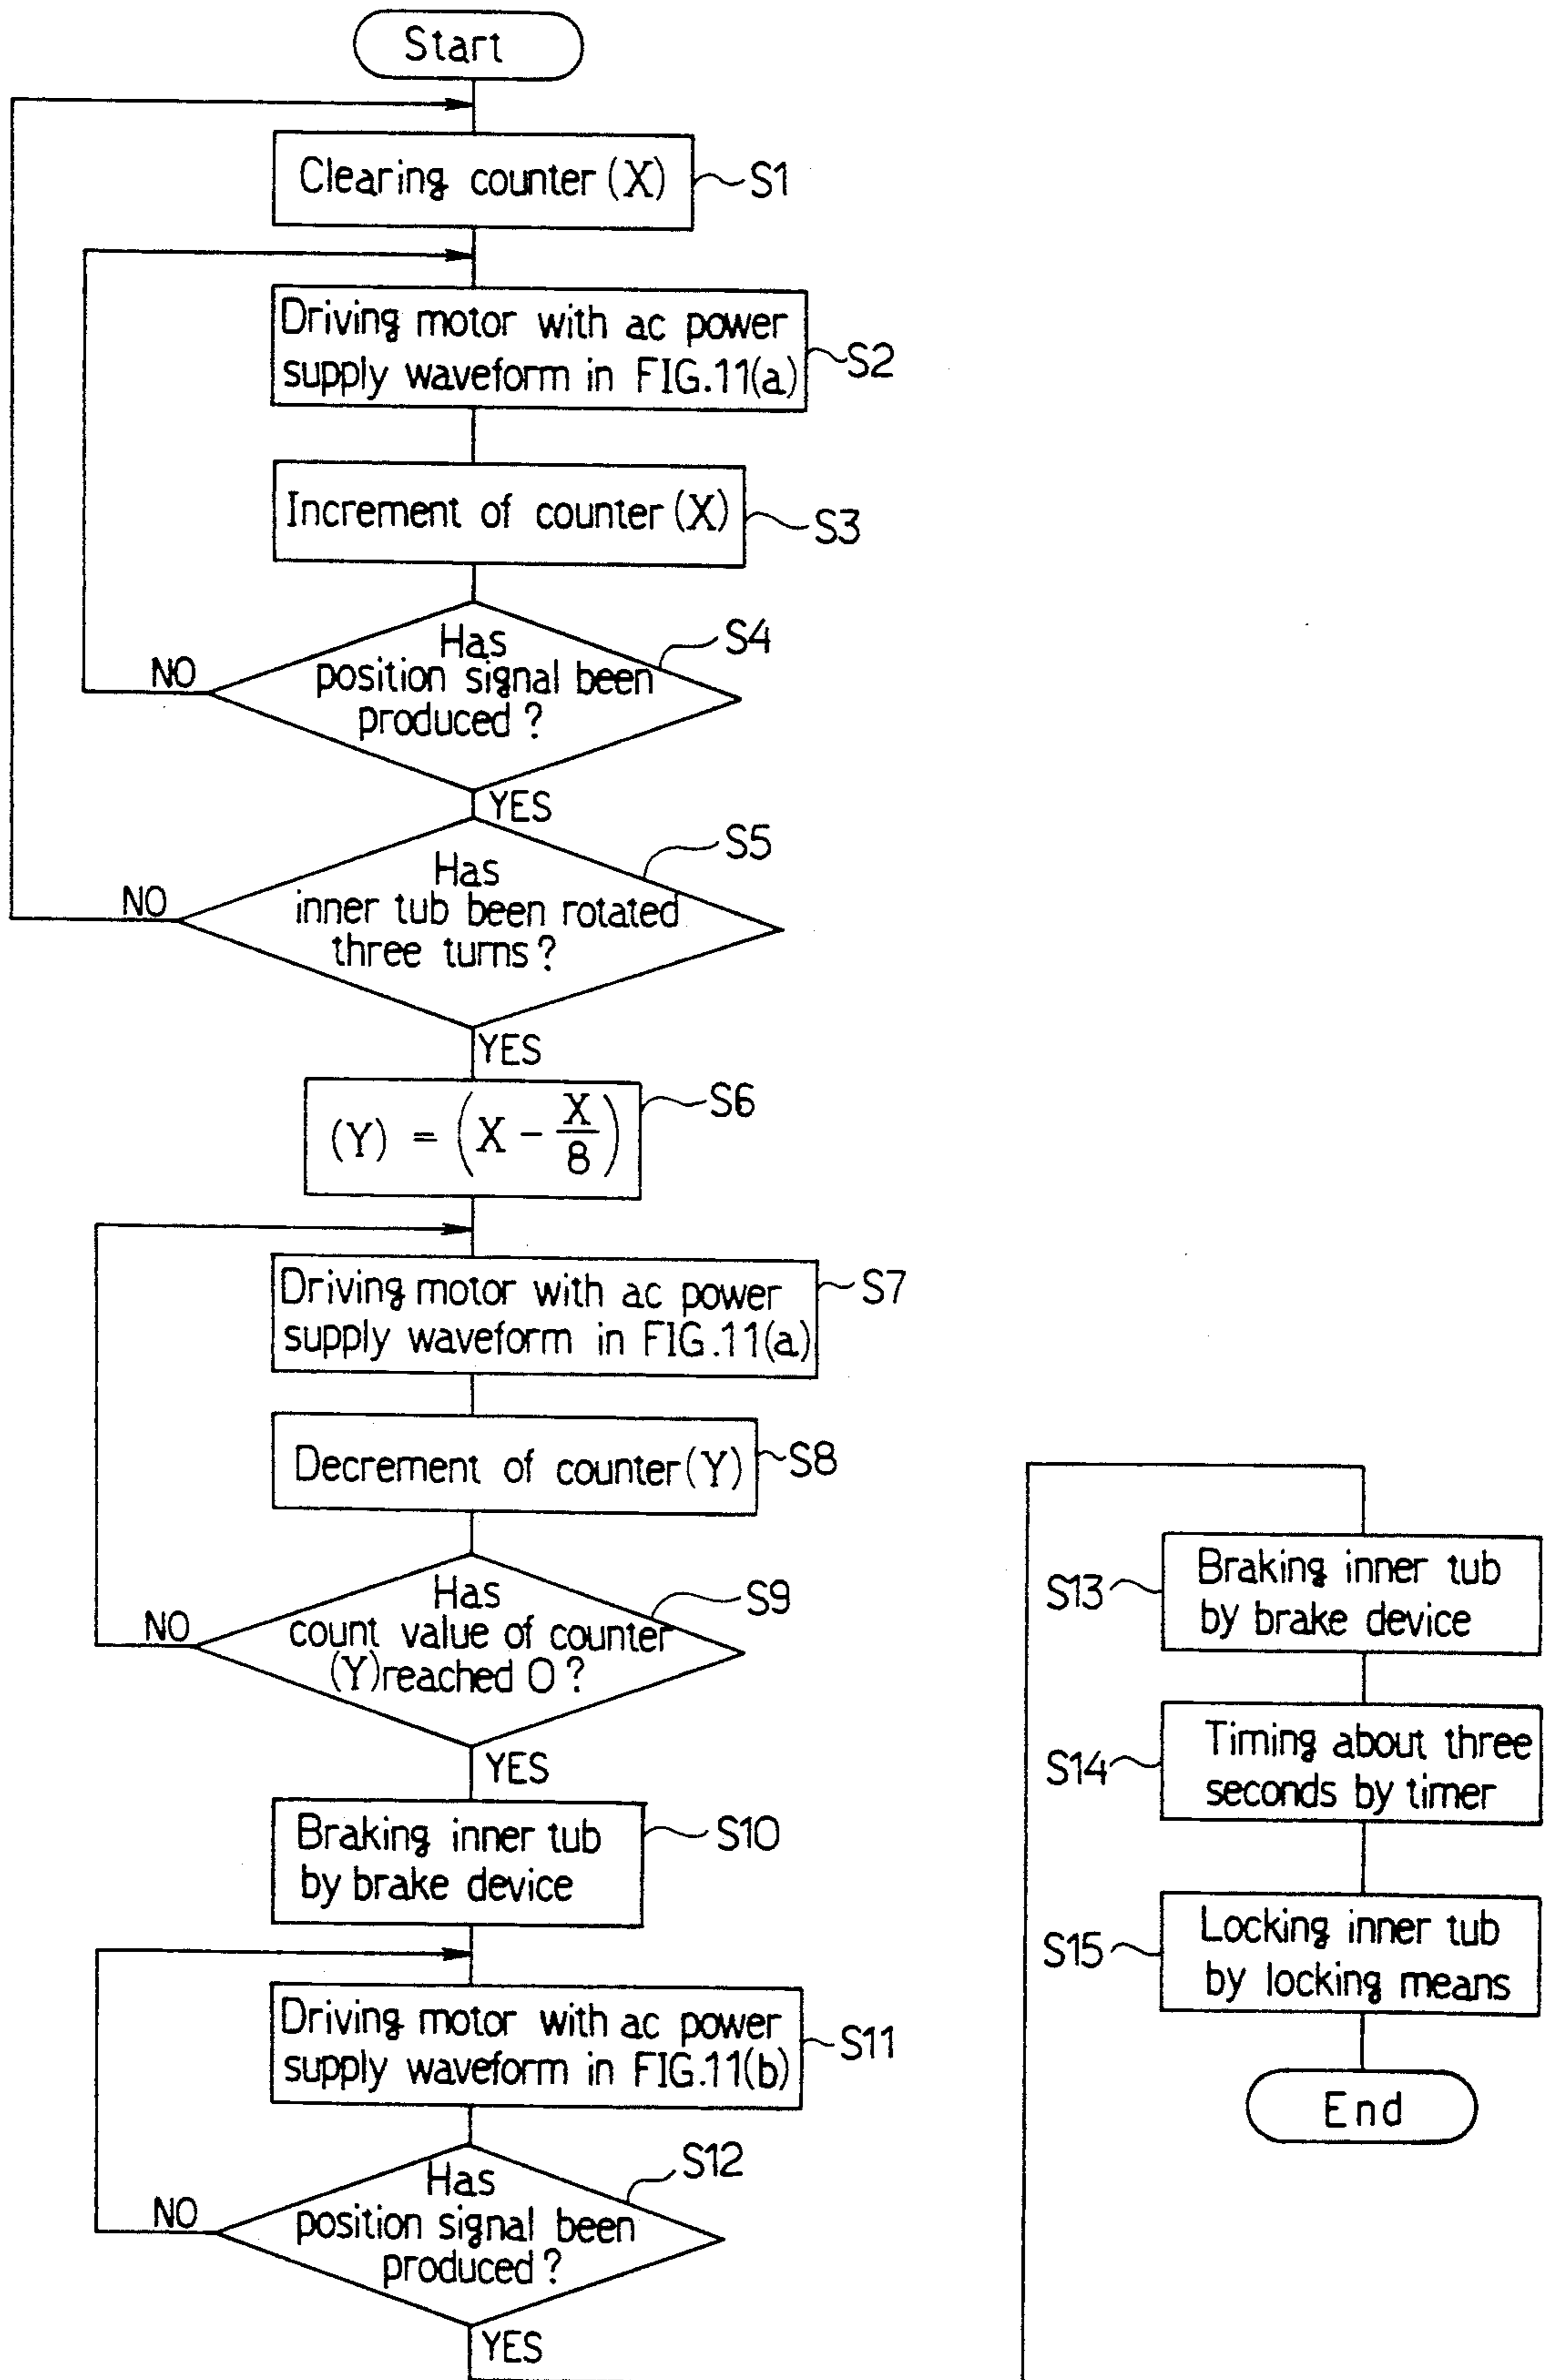 Start
Clearing counter (X)
S1
Driving motor with ac power
supply waveform in FIG.11(a)
S2
Increment of counter (X)
S3
Has
position signal been
produced ?
S4
NO
YES
Has
inner tub been rotated
three turns ?
S5
NO
YES
(Y) = (X - X/8)
S6
Driving motor with ac power
supply waveform in FIG.11(a)
S7
Decrement of counter (Y)
S8
Has
count value of counter
(Y) reached 0 ?
S9
NO
YES
Braking inner tub
by brake device
S10
Driving motor with ac power
supply waveform in FIG.11(b)
S11
Has
position signal been
produced ?
S12
NO
YES
Braking inner tub
by brake device
S13
Timing about three
seconds by timer
S14
Locking inner tub
by locking means
S15
End